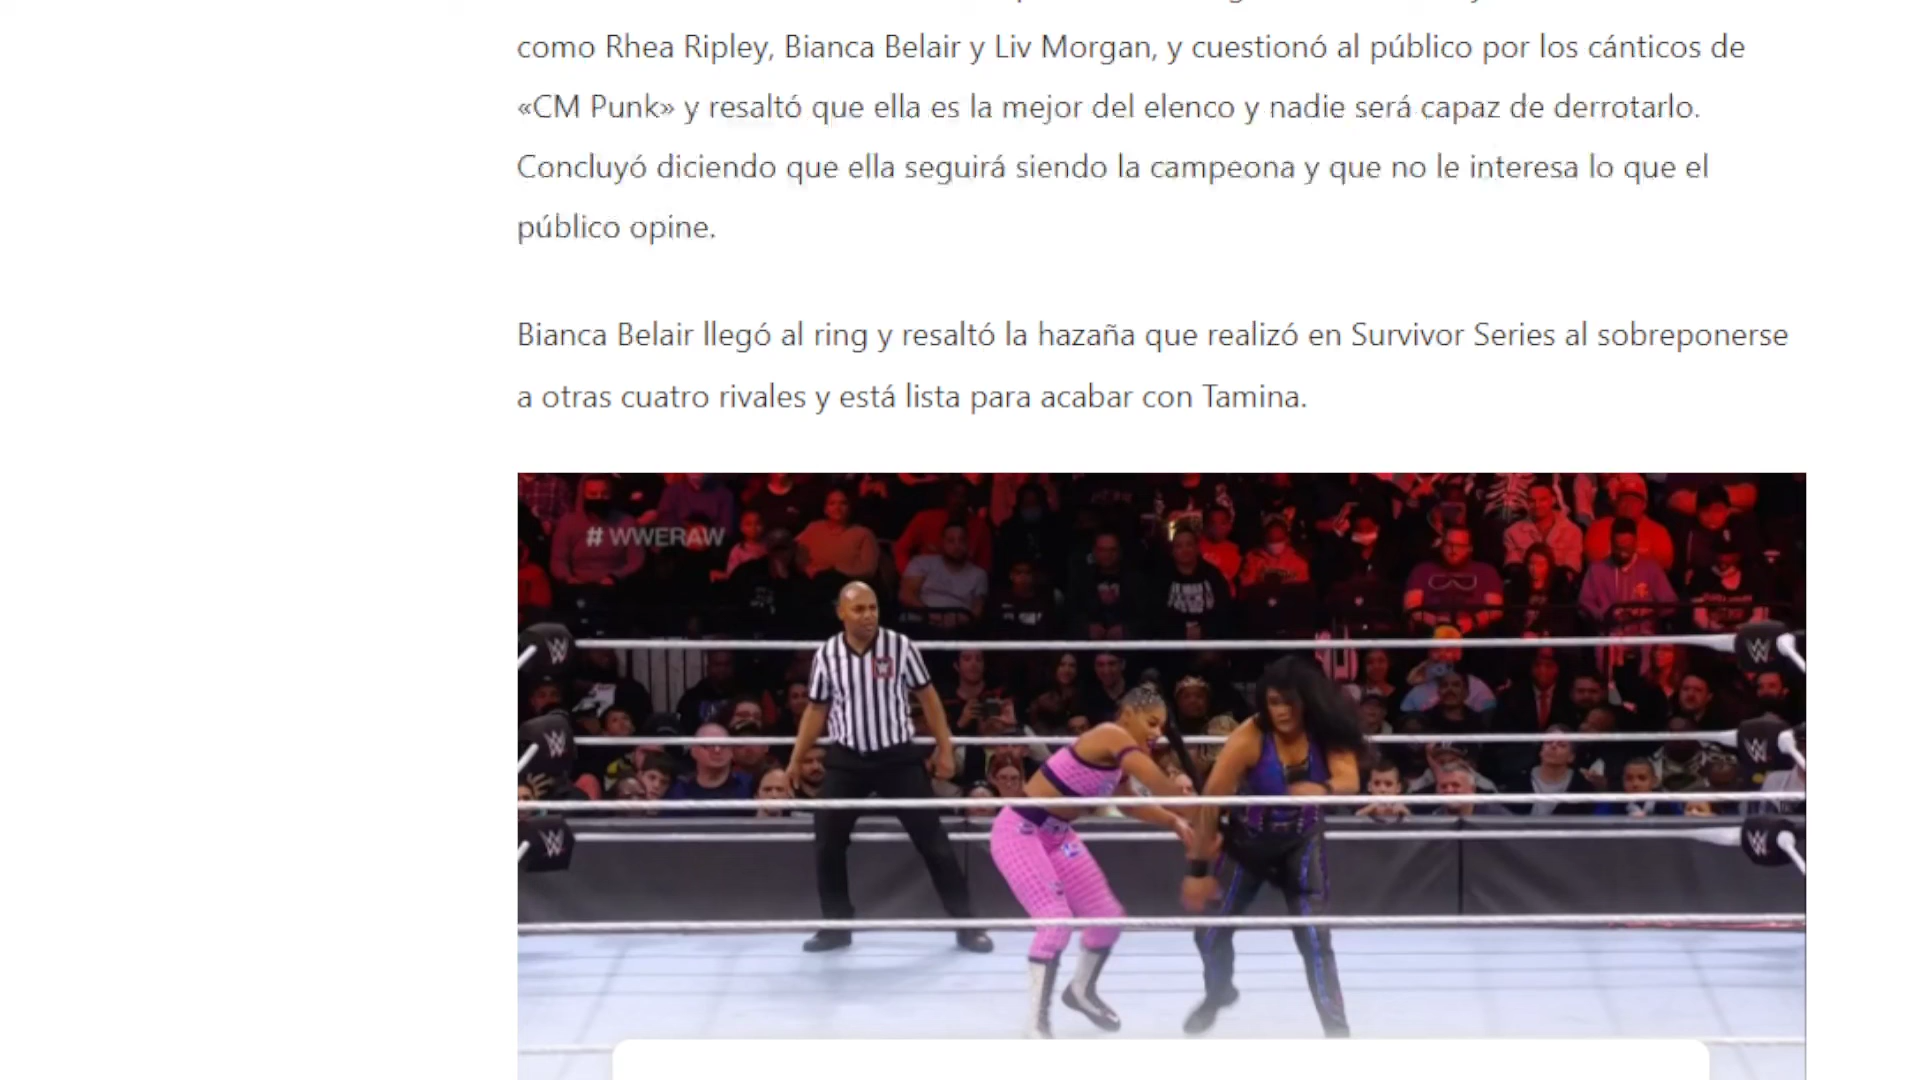 como Rhea Ripley, Bianca Belair y Liv Morgan, y cuestionó al público por los cánticos de
«CM Punk» y resaltó que ella es la mejor del elenco y nadie será capaz de derrotarlo.
Concluyó diciendo que ella seguirá siendo la campeona y que no le interesa lo que el
público opine.
Bianca Belair llegó al ring y resaltó la hazaña que realizó en Survivor Series al sobreponerse
a otras cuatro rivales y está lista para acabar con Tamina.
# WWERAW